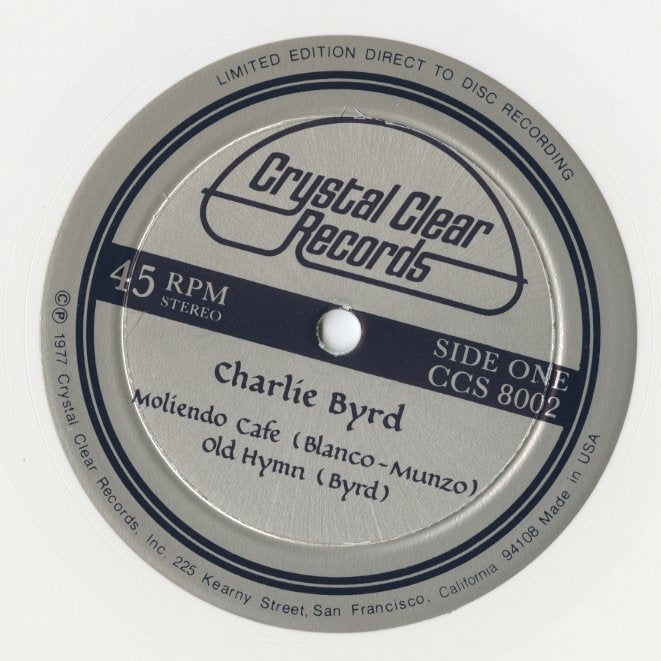 LIMITED EDITION DIRECT TO DISC RECORDING
Crystal Clear
Records
45 RPM
STEREO
SIDE ONE
CCS 8002
Charlie Byrd
Moliendo Cafe (Blanco-Munzo)
Old Hymn (Byrd)
© ℗ 1977 Crystal Clear Records, Inc. 225 Kearny Street, San Francisco, California 94108 Made in USA